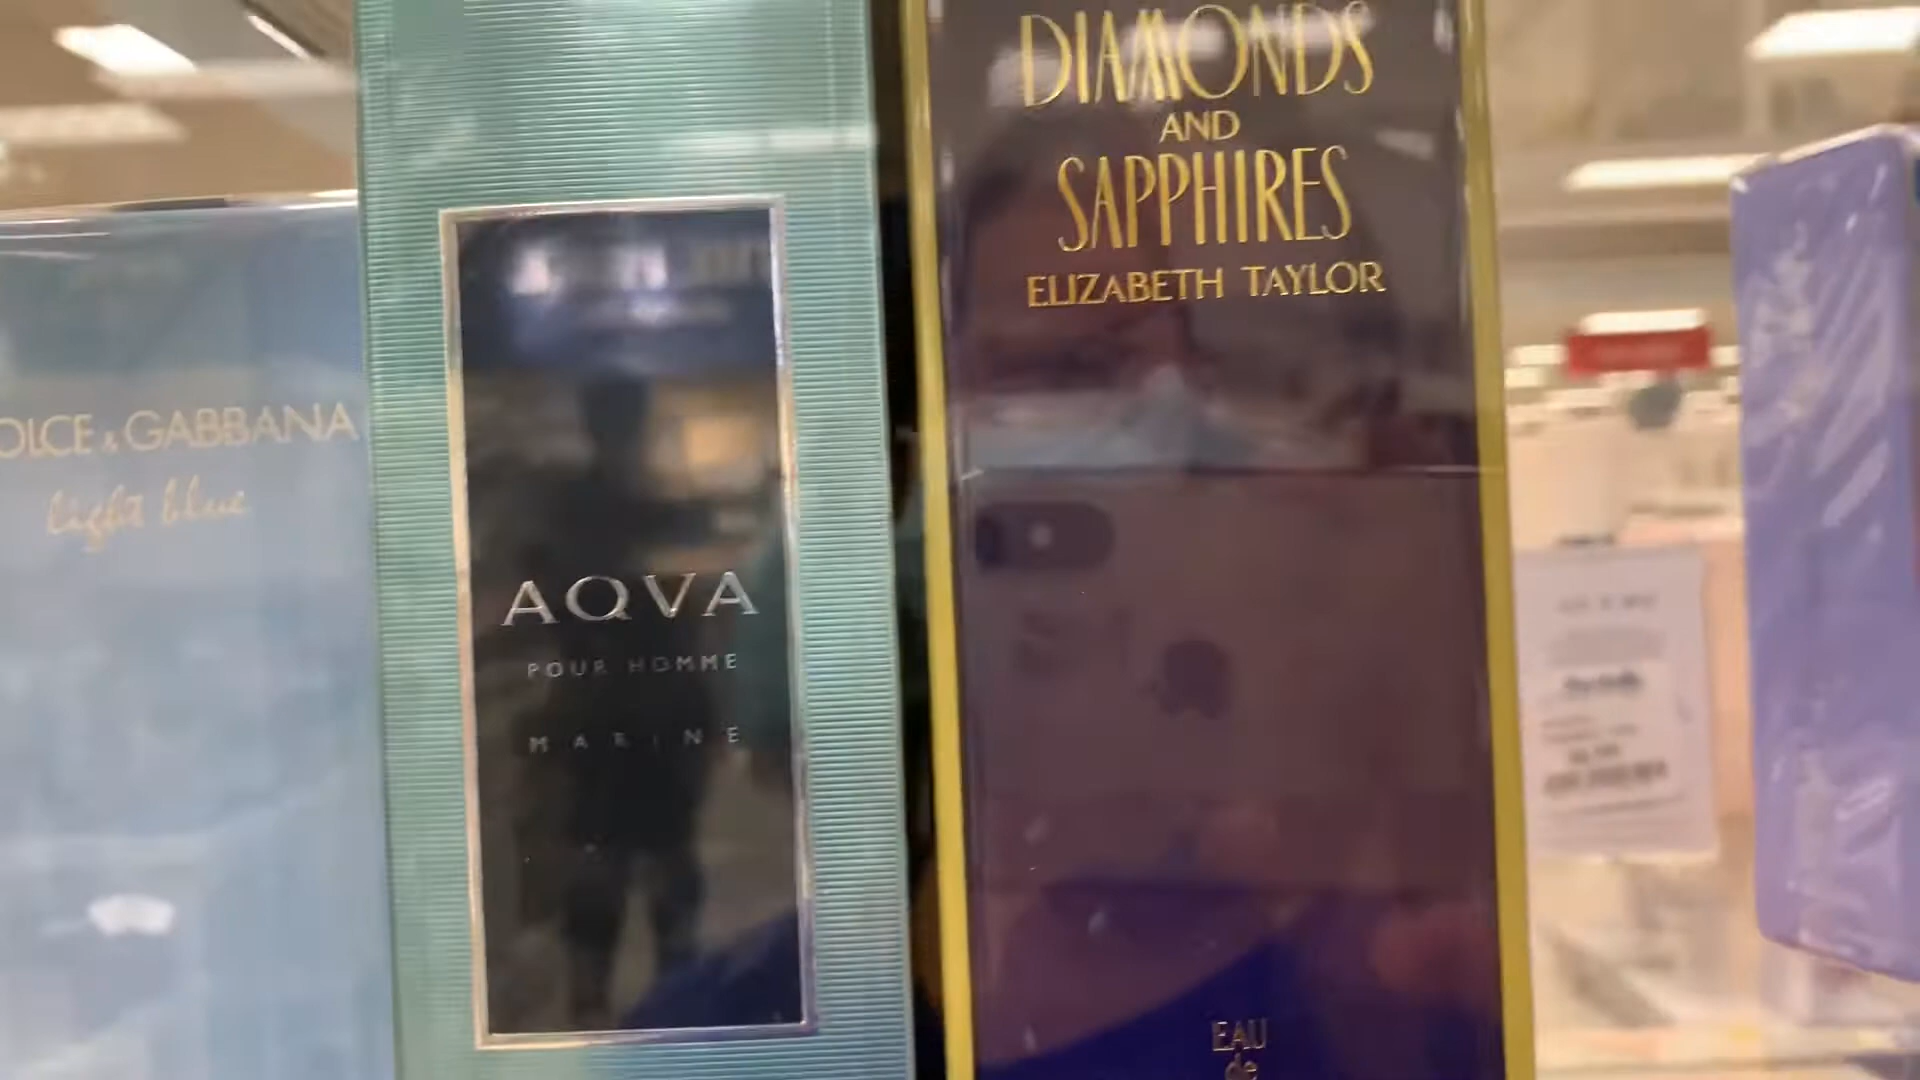 OLCE & GABBANA
light blue
AQVA
POUR HOMME
MARINE
DIAMONDS
AND
SAPPHIRES
ELIZABETH TAYLOR
EAU
de